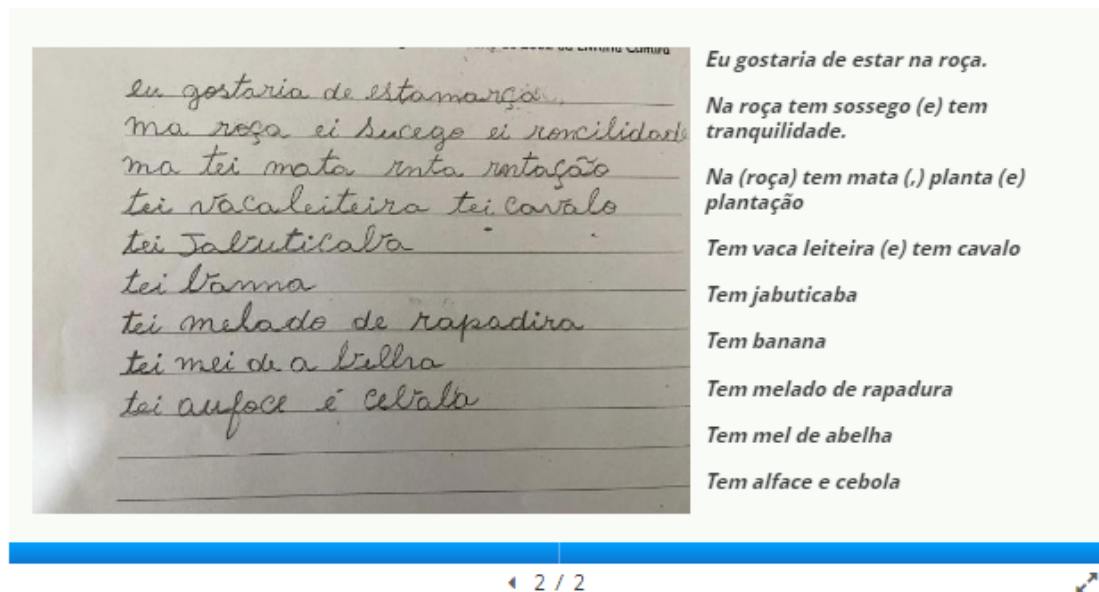 eu gostaria de estamarça
ma roça ei sucego ei roncilidade
ma tei mata rnta rntação
tei vacaleiteira tei cavalo
tei Jabuticaba
tei banna
tei melado de rapadira
tei mei de a belha
tei aufoce é cebala
Eu gostaria de estar na roça.
Na roça tem sossego (e) tem
tranquilidade.
Na (roça) tem mata (,) planta (e)
plantação
Tem vaca leiteira (e) tem cavalo
Tem jabuticaba
Tem banana
Tem melado de rapadura
Tem mel de abelha
Tem alface e cebola
2 / 2